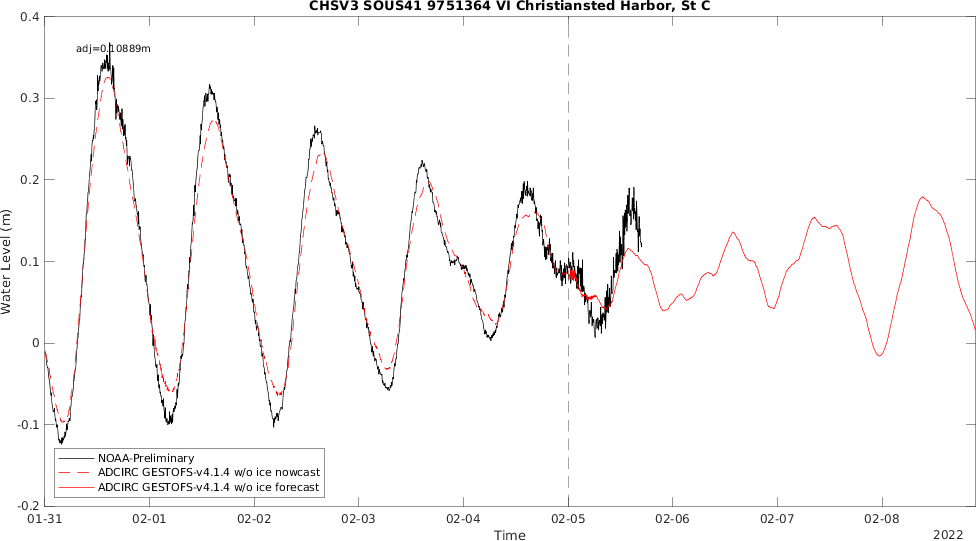 CHSV3 SOUS41 9751364 VI Christiansted Harbor, St C
adj=0.10889m
0.4
0.3
0.2
0.1
0
-0.1
-0.2
Water Level (m)
NOAA-Preliminary
ADCIRC GESTOFS-v4.1.4 w/o ice nowcast
ADCIRC GESTOFS-v4.1.4 w/o ice forecast
01-31 02-01 02-02 02-03 02-04 02-05 02-06 02-07 02-08
Time
2022